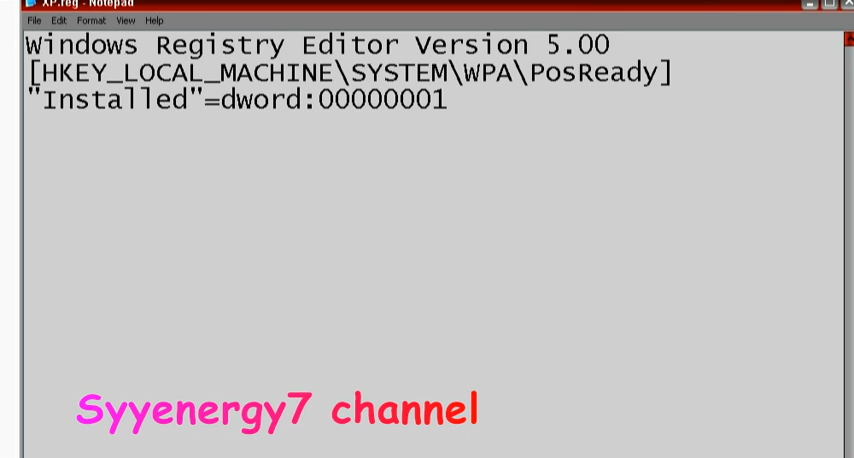 XP.reg - Notepad
File Edit Format View Help
Windows Registry Editor Version 5.00
[HKEY_LOCAL_MACHINE\SYSTEM\WPA\PosReady]
"Installed"=dword:00000001
Syyenergy7 channel